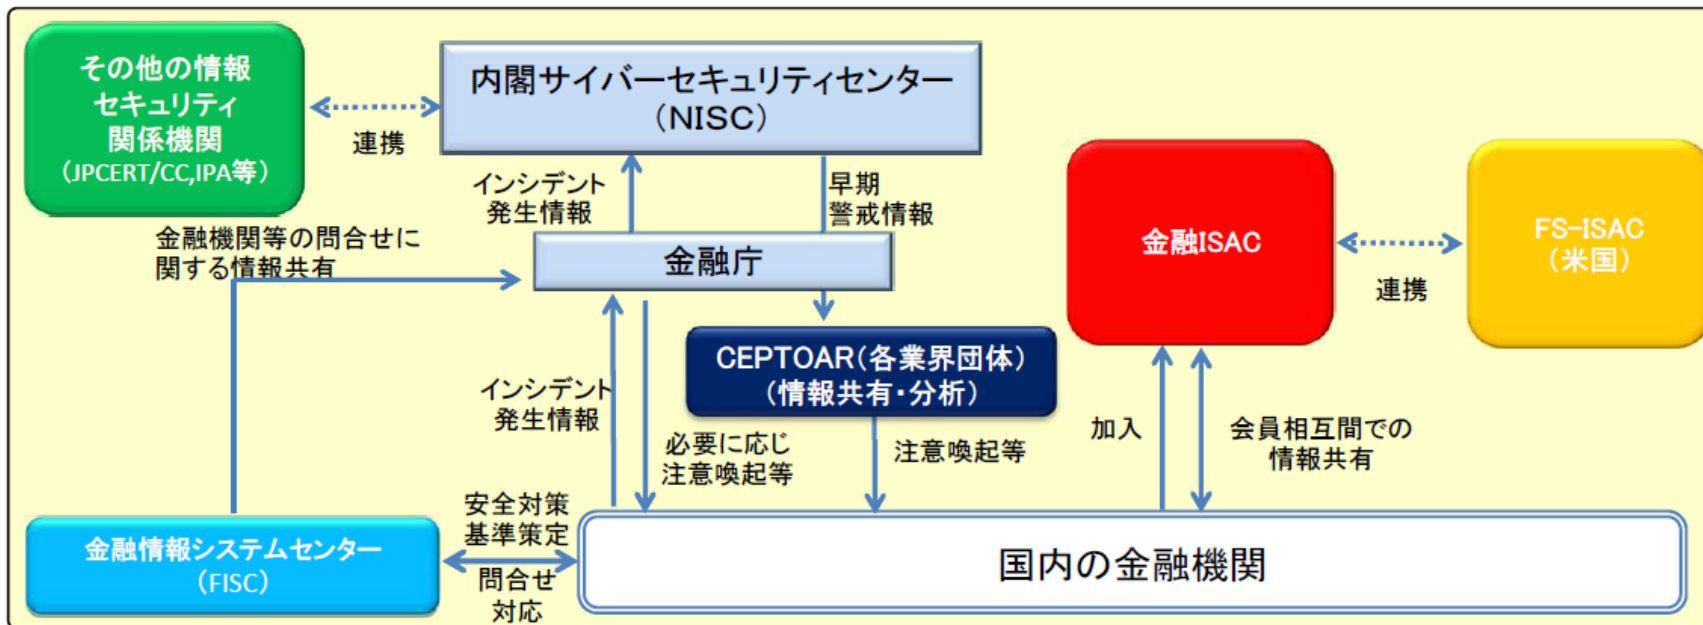 その他の情報
セキュリティ
関係機関
（JPCERT/CC,IPA等）
連携
内閣サイバーセキュリティセンター
（NISC）
インシデント
発生情報
早期
警戒情報
金融機関等の問合せに
関する情報共有
金融庁
金融ISAC
連携
FS-ISAC
（米国）
CEPTOAR（各業界団体）
（情報共有・分析）
インシデント
発生情報
必要に応じ
注意喚起等
注意喚起等
加入
会員相互間での
情報共有
金融情報システムセンター
（FISC）
安全対策
基準策定
問合せ
対応
国内の金融機関